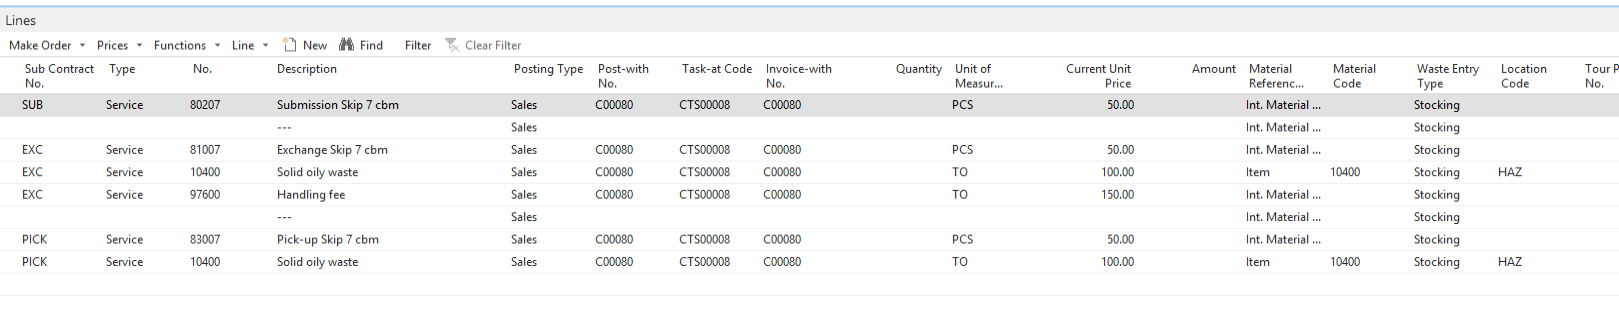 Lines
Make Order Prices Functions Line New Find Filter Clear Filter
Sub Contract No. Type No. Description Posting Type Post-with No. Task-at Code Invoice-with No. Quantity Unit of Measur... Current Unit Price Amount Material Referenc... Material Code Waste Entry Type Location Code Tour P No.
SUB Service 80207 Submission Skip 7 cbm Sales C00080 CTS00008 C00080 PCS 50.00 Int. Material ... Stocking
--- Sales Int. Material ... Stocking
EXC Service 81007 Exchange Skip 7 cbm Sales C00080 CTS00008 C00080 PCS 50.00 Int. Material ... Stocking
EXC Service 10400 Solid oily waste Sales C00080 CTS00008 C00080 TO 100.00 Item 10400 Stocking HAZ
EXC Service 97600 Handling fee Sales C00080 CTS00008 C00080 TO 150.00 Int. Material ... Stocking
--- Sales Int. Material ... Stocking
PICK Service 83007 Pick-up Skip 7 cbm Sales C00080 CTS00008 C00080 PCS 50.00 Int. Material ... Stocking
PICK Service 10400 Solid oily waste Sales C00080 CTS00008 C00080 TO 100.00 Item 10400 Stocking HAZ